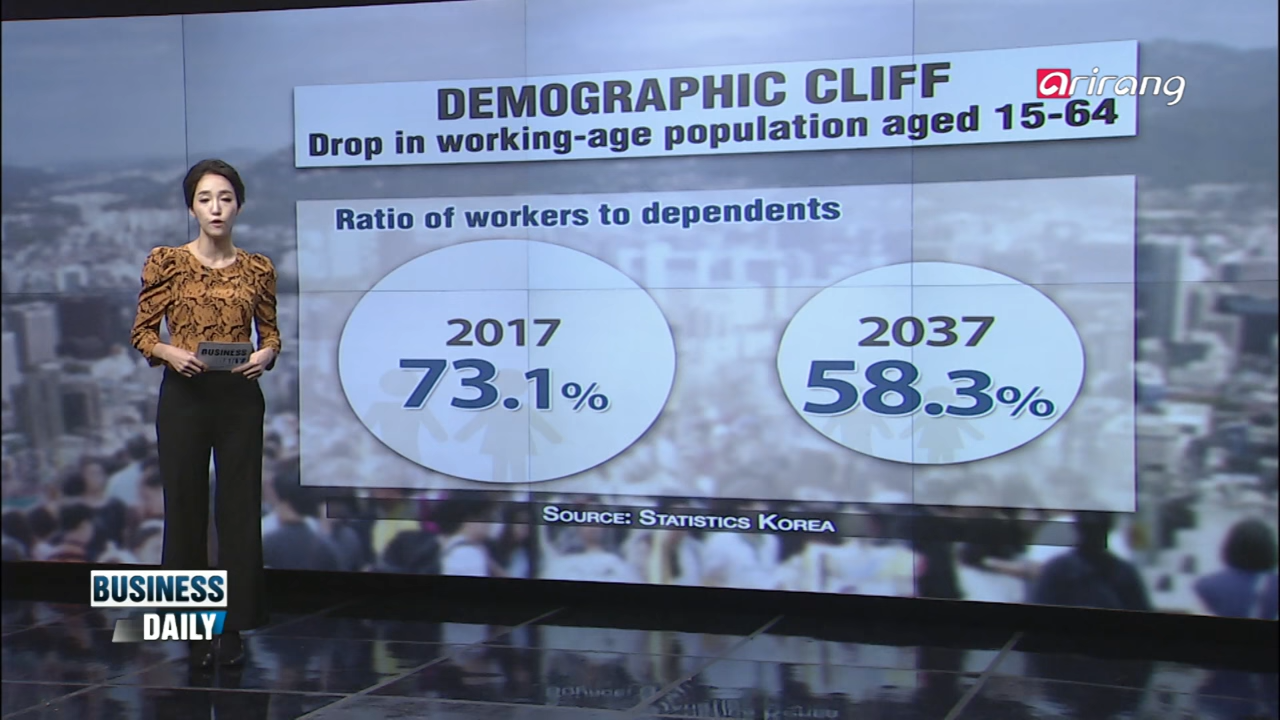 arirang
DEMOGRAPHIC CLIFF
Drop in working-age population aged 15-64
Ratio of workers to dependents
2017
73.1%
2037
58.3%
BUSINESS
SOURCE: STATISTICS KOREA
BUSINESS
DAILY